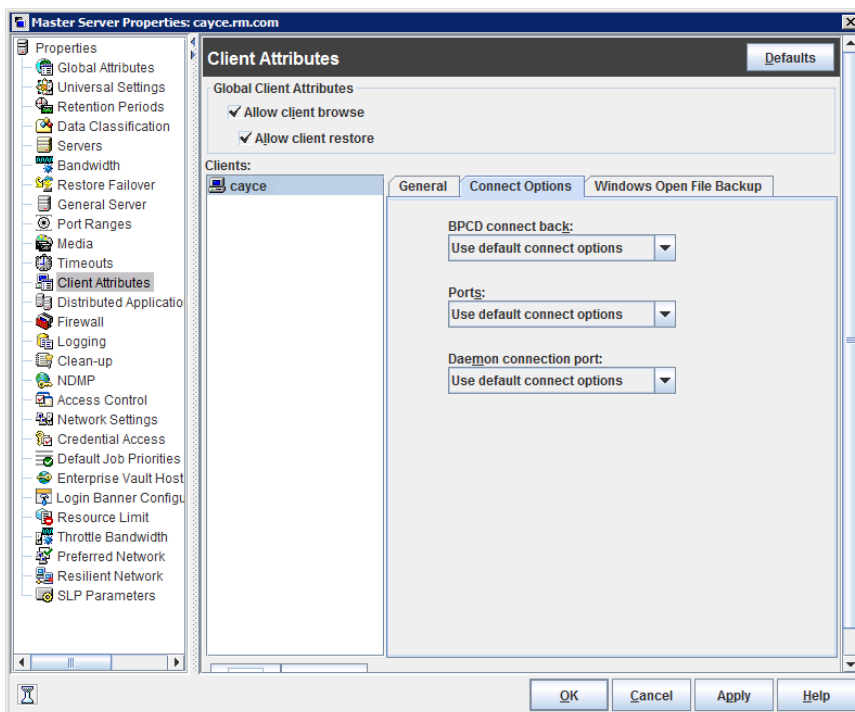 Master Server Properties: cayce.rm.com
Properties
Global Attributes
Universal Settings
Retention Periods
Data Classification
Servers
Bandwidth
Restore Failover
General Server
Port Ranges
Media
Timeouts
Client Attributes
Distributed Applicatio
Firewall
Logging
Clean-up
NDMP
Access Control
Network Settings
Credential Access
Default Job Priorities
Enterprise Vault Host
Login Banner Configu
Resource Limit
Throttle Bandwidth
Preferred Network
Resilient Network
SLP Parameters
Client Attributes
Defaults
Global Client Attributes
Allow client browse
Allow client restore
Clients:
cayce
General
Connect Options
Windows Open File Backup
BPCD connect back:
Use default connect options
Ports:
Use default connect options
Daemon connection port:
Use default connect options
OK
Cancel
Apply
Help